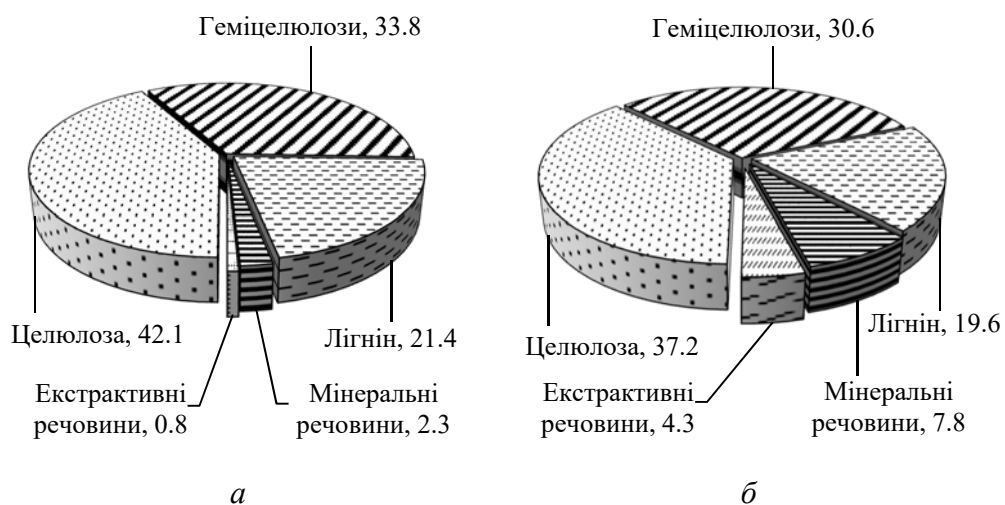 Геміцелюлози, 33.8
Целюлоза, 42.1
Лігнін, 21.4
Екстрактивні
речовини, 0.8
Мінеральні
речовини, 2.3
а
Геміцелюлози, 30.6
Целюлоза, 37.2
Лігнін, 19.6
Екстрактивні
речовини, 4.3
Мінеральні
речовини, 7.8
б